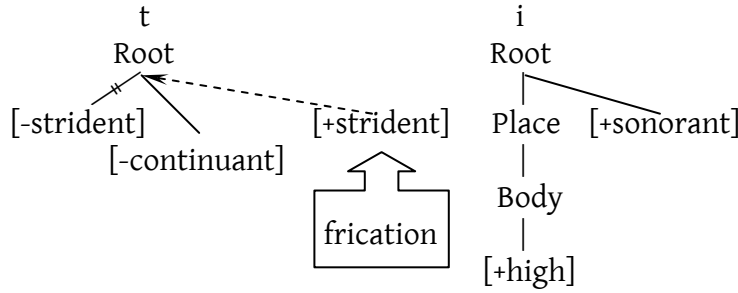 t i
Root Root
[-strident] [+strident] Place [+sonorant]
[-continuant]
Body
frication
[+high]